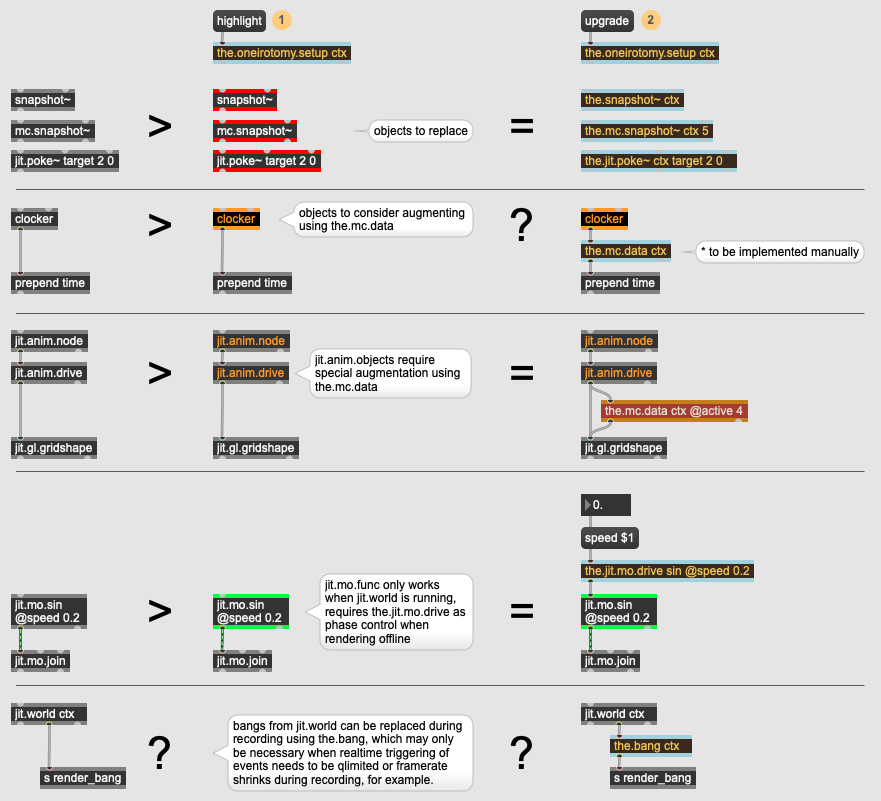 highlight 1
the.oneirotomy.setup ctx
upgrade 2
the.oneirotomy.setup ctx
snapshot~
mc.snapshot~
jit.poke~ target 2 0
>
snapshot~
mc.snapshot~
jit.poke~ target 2 0
objects to replace
=
the.snapshot~ ctx
the.mc.snapshot~ ctx 5
the.jit.poke~ ctx target 2 0
clocker
prepend time
>
clocker
prepend time
objects to consider augmenting
using the.mc.data
?
clocker
the.mc.data ctx
prepend time
* to be implemented manually
jit.anim.node
jit.anim.drive
jit.gl.gridshape
>
jit.anim.node
jit.anim.drive
jit.gl.gridshape
jit.anim.objects require
special augmentation using
the.mc.data
=
jit.anim.node
jit.anim.drive
the.mc.data ctx @active 4
jit.gl.gridshape
jit.mo.sin
@speed 0.2
jit.mo.join
>
jit.mo.sin
@speed 0.2
jit.mo.join
jit.mo.func only works
when jit.world is running,
requires the.jit.mo.drive as
phase control when
rendering offline
=
0.
speed $1
the.jit.mo.drive sin @speed 0.2
jit.mo.sin
@speed 0.2
jit.mo.join
jit.world ctx
s render_bang
?
bangs from jit.world can be replaced during
recording using the.bang, which may only
be necessary when realtime triggering of
events needs to be qlimited or framerate
shrinks during recording, for example.
?
jit.world ctx
the.bang ctx
s render_bang